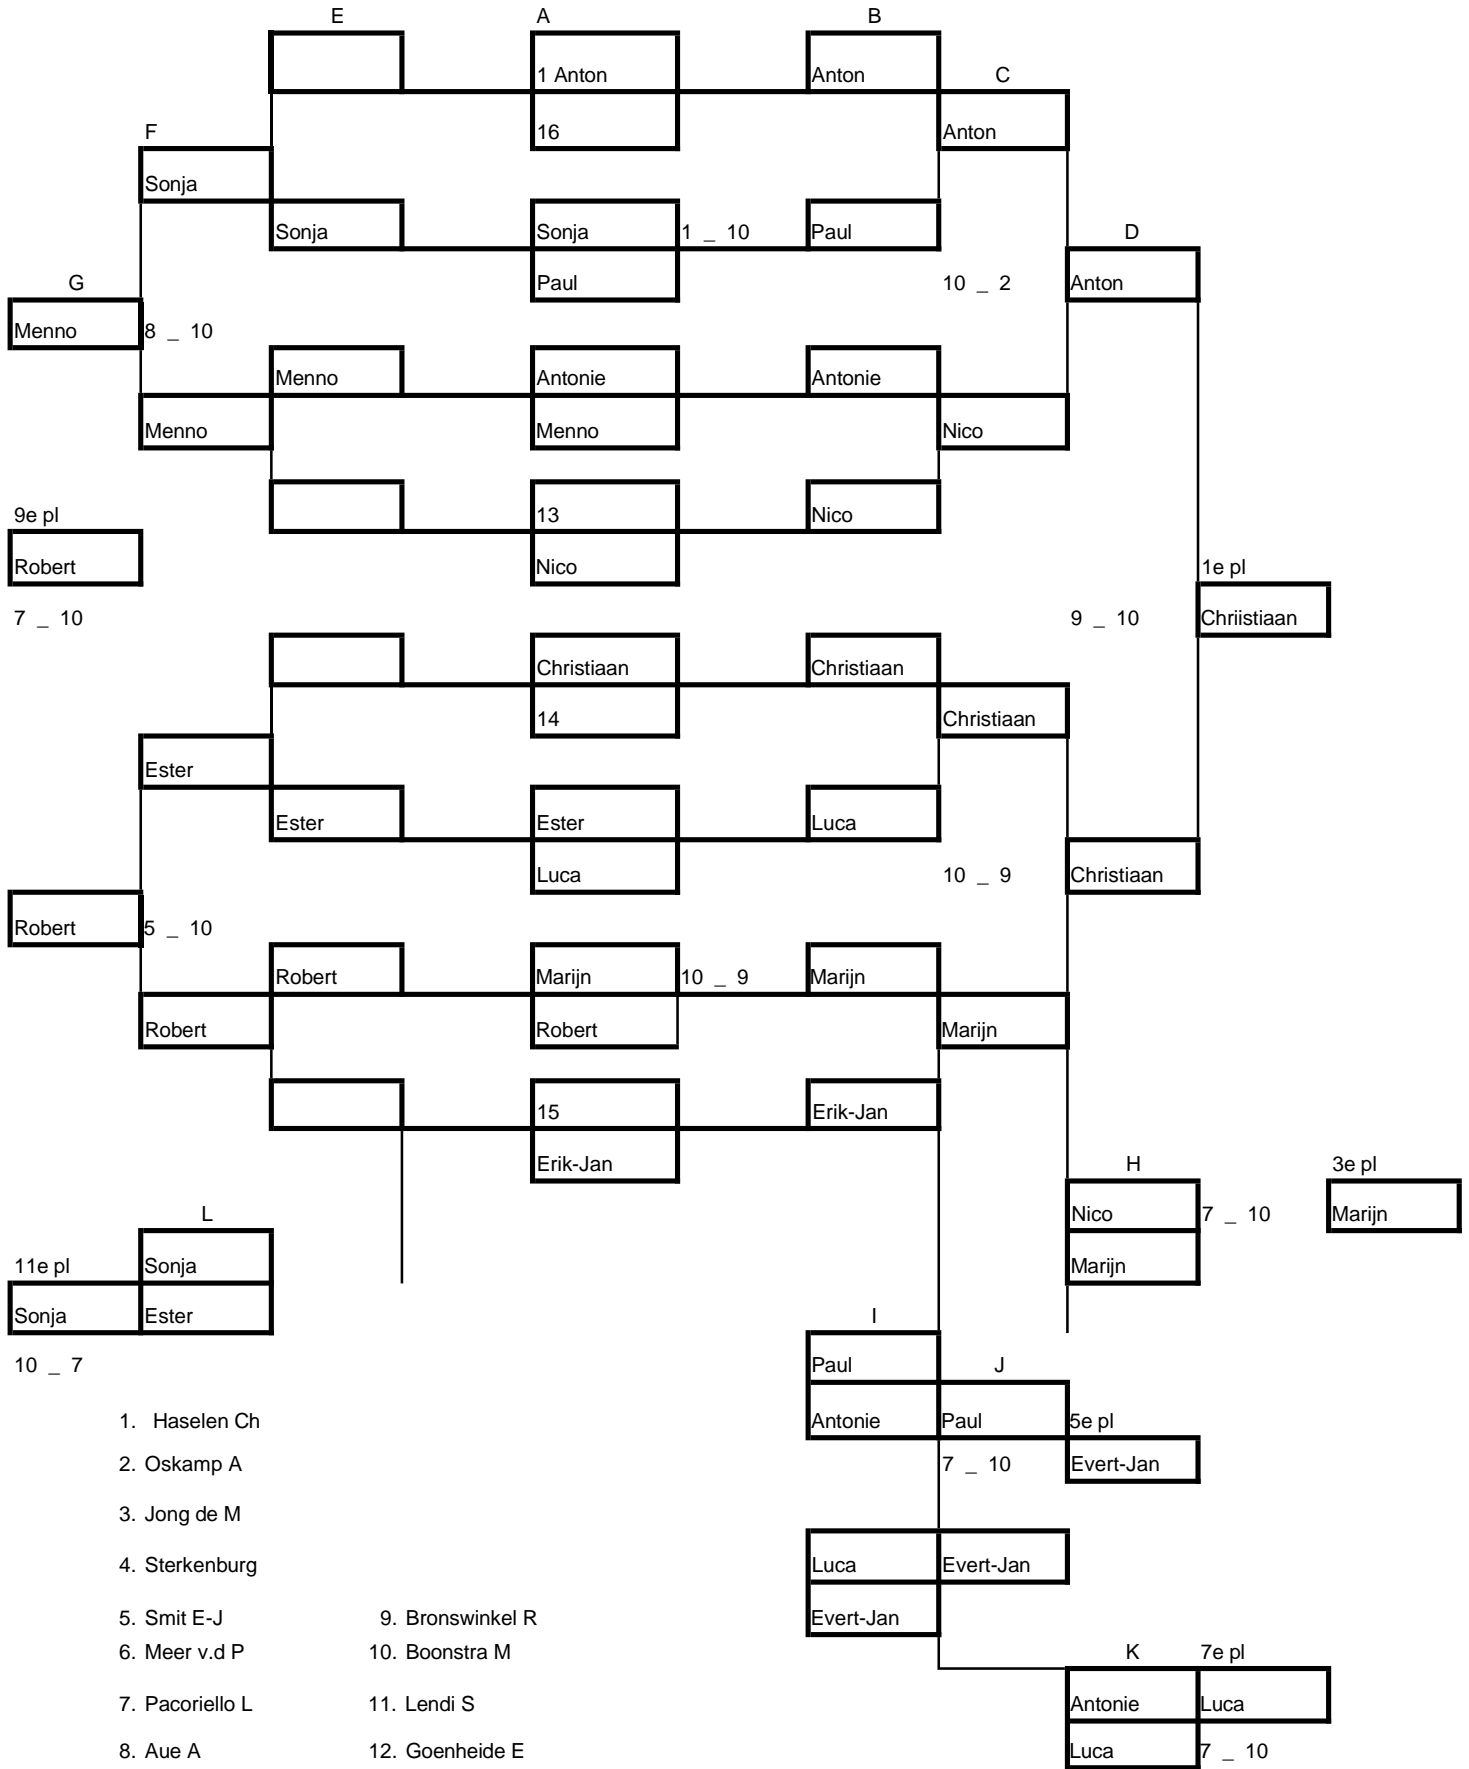 E A B
1 Anton Anton C
F 16 Anton
Sonja
Sonja Sonja 1 _ 10 Paul D
G Paul 10 _ 2 Anton
Menno 8 _ 10
Menno Antonie Antonie
Menno Menno Nico
9e pl 13 Nico
Robert Nico 1e pl
7 _ 10 9 _ 10 Chriistiaan
Christiaan Christiaan
14 Christiaan
Ester
Ester Ester Luca
Luca 10 _ 9 Christiaan
Robert 5 _ 10
Robert Marijn 10 _ 9 Marijn
Robert Robert Marijn
15 Erik-Jan
Erik-Jan H 3e pl
L Nico 7 _ 10 Marijn
11e pl Sonja Marijn
Sonja Ester I
10 _ 7 Paul J
1. Haselen Ch Antonie Paul 5e pl
2. Oskamp A 7 _ 10 Evert-Jan
3. Jong de M
4. Sterkenburg Luca Evert-Jan
5. Smit E-J 9. Bronswinkel R Evert-Jan
6. Meer v.d P 10. Boonstra M K 7e pl
7. Pacoriello L 11. Lendi S Antonie Luca
8. Aue A 12. Goenheide E Luca 7 _ 10